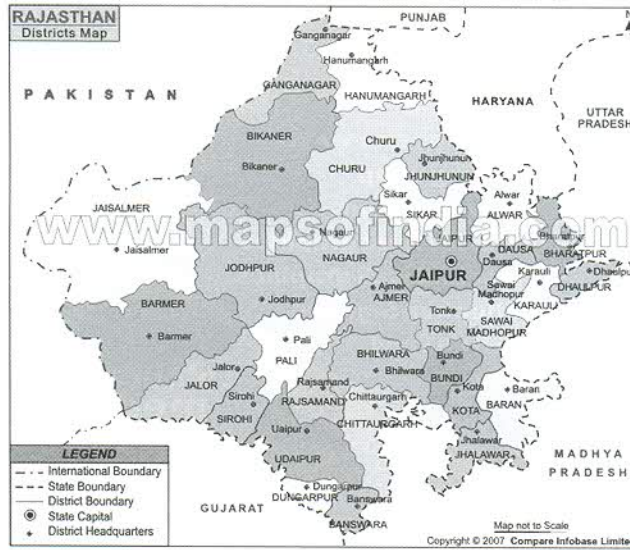 RAJASTHAN
Districts Map
PUNJAB
N
Ganganagar
Hanumangarh
GANGANAGAR
HANUMANGARH
PAKISTAN
HARYANA
UTTAR
PRADESH
BIKANER
Bikaner
Churu
CHURU
Jhunjhunun
JHUNJHUNUN
Sikar
SIKAR
Alwar
ALWAR
JAISALMER
Jaisalmer
www.mapsofindia.com
Nagaur
NAGAUR
JAIPUR
JAIPUR
DAUSA
Dausa
Bharatpur
BHARATPUR
Dhaulpur
DHAULPUR
JODHPUR
Jodhpur
Ajmer
AJMER
Karauli
KARAULI
Sawai
Madhopur
SAWAI
MADHOPUR
Tonk
TONK
BARMER
Barmer
Pali
PALI
BHILWARA
Bhilwara
Bundi
BUNDI
Kota
KOTA
Baran
BARAN
Jalor
JALOR
Sirohi
SIROHI
Rajsamand
RAJSAMAND
Chittaurgarh
CHITTAURGARH
Uaipur
UDAIPUR
Jhalawar
JHALAWAR
Dungarpur
DUNGARPUR
Banswara
BANSWARA
GUJARAT
MADHYA
PRADESH
LEGEND
International Boundary
State Boundary
District Boundary
State Capital
District Headquarters
Map not to Scale
Copyright © 2007 Compare Infobase Limite